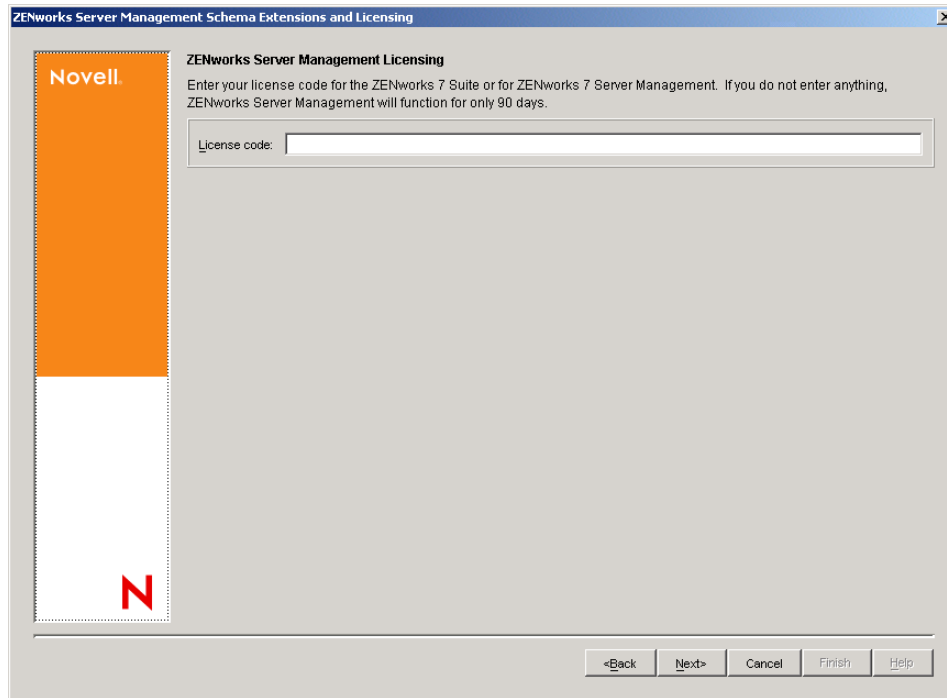 ZENworks Server Management Schema Extensions and Licensing
Novell.
ZENworks Server Management Licensing
Enter your license code for the ZENworks 7 Suite or for ZENworks 7 Server Management. If you do not enter anything,
ZENworks Server Management will function for only 90 days.
License code:
N
<Back Next> Cancel Finish Help